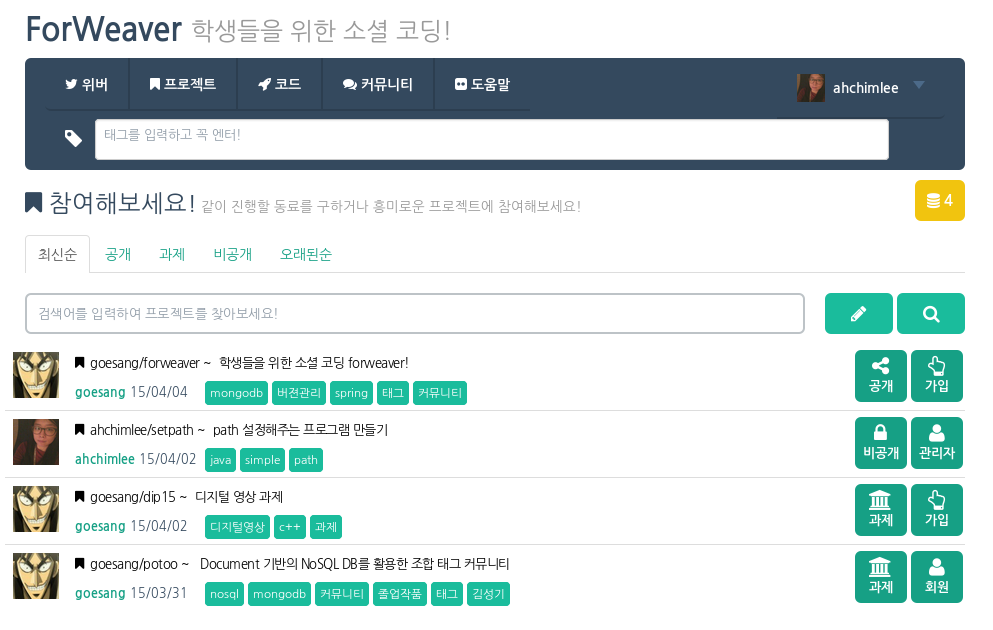 ForWeaver 학생들을 위한 소셜 코딩!
위버 프로젝트 코드 커뮤니티 도움말 ahchimlee
태그를 입력하고 꼭 엔터!
참여해보세요! 같이 진행할 동료를 구하거나 흥미로운 프로젝트에 참여해보세요! 4
최신순 공개 과제 비공개 오래된순
검색어를 입력하여 프로젝트를 찾아보세요!
goesang/forweaver ~ 학생들을 위한 소셜 코딩 forweaver!
goesang 15/04/04 mongodb 버젼관리 spring 태그 커뮤니티 공개 가입
ahchimlee/setpath ~ path 설정해주는 프로그램 만들기
ahchimlee 15/04/02 java simple path 비공개 관리자
goesang/dip15 ~ 디지털 영상 과제
goesang 15/04/02 디지털영상 c++ 과제 과제 가입
goesang/potoo ~ Document 기반의 NoSQL DB를 활용한 조합 태그 커뮤니티
goesang 15/03/31 nosql mongodb 커뮤니티 졸업작품 태그 김성기 과제 회원